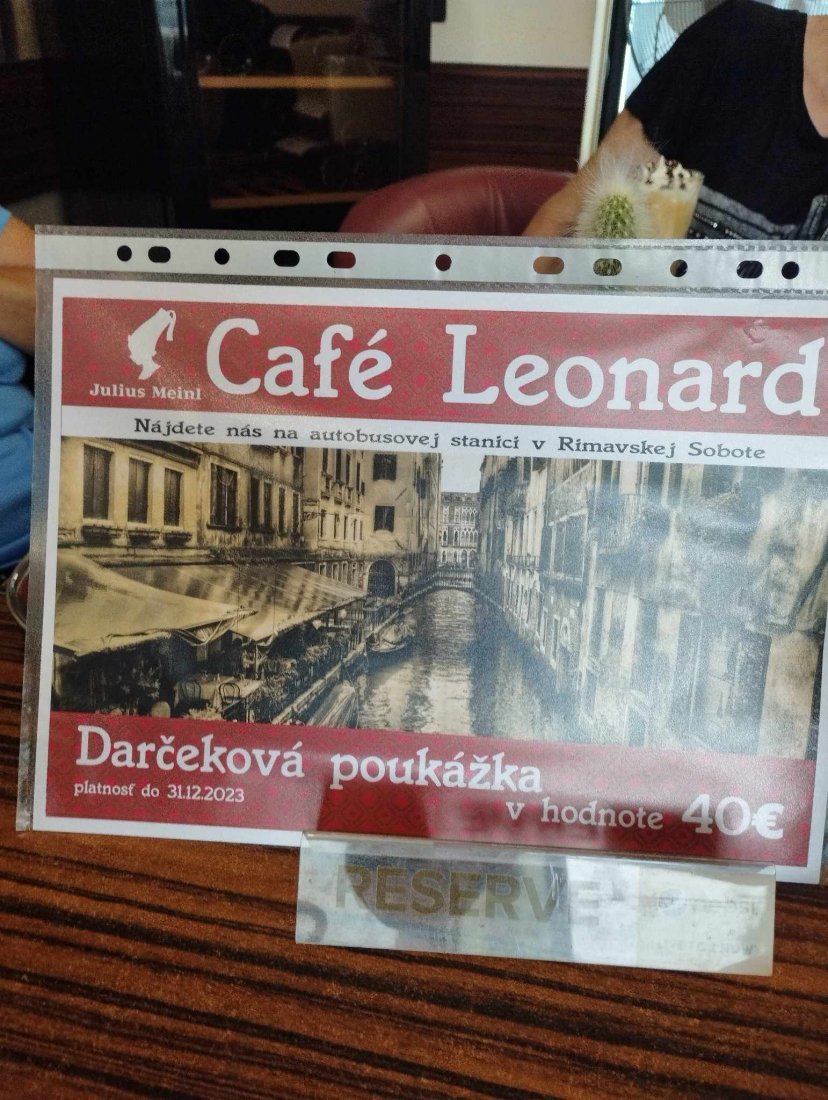 Café Leonard
Julius Meinl
Nájdete nás na autobusovej stanici v Rimavskej Sobote
Darčeková poukážka
platnosť do 31.12.2023
v hodnote 40€
RESERVE